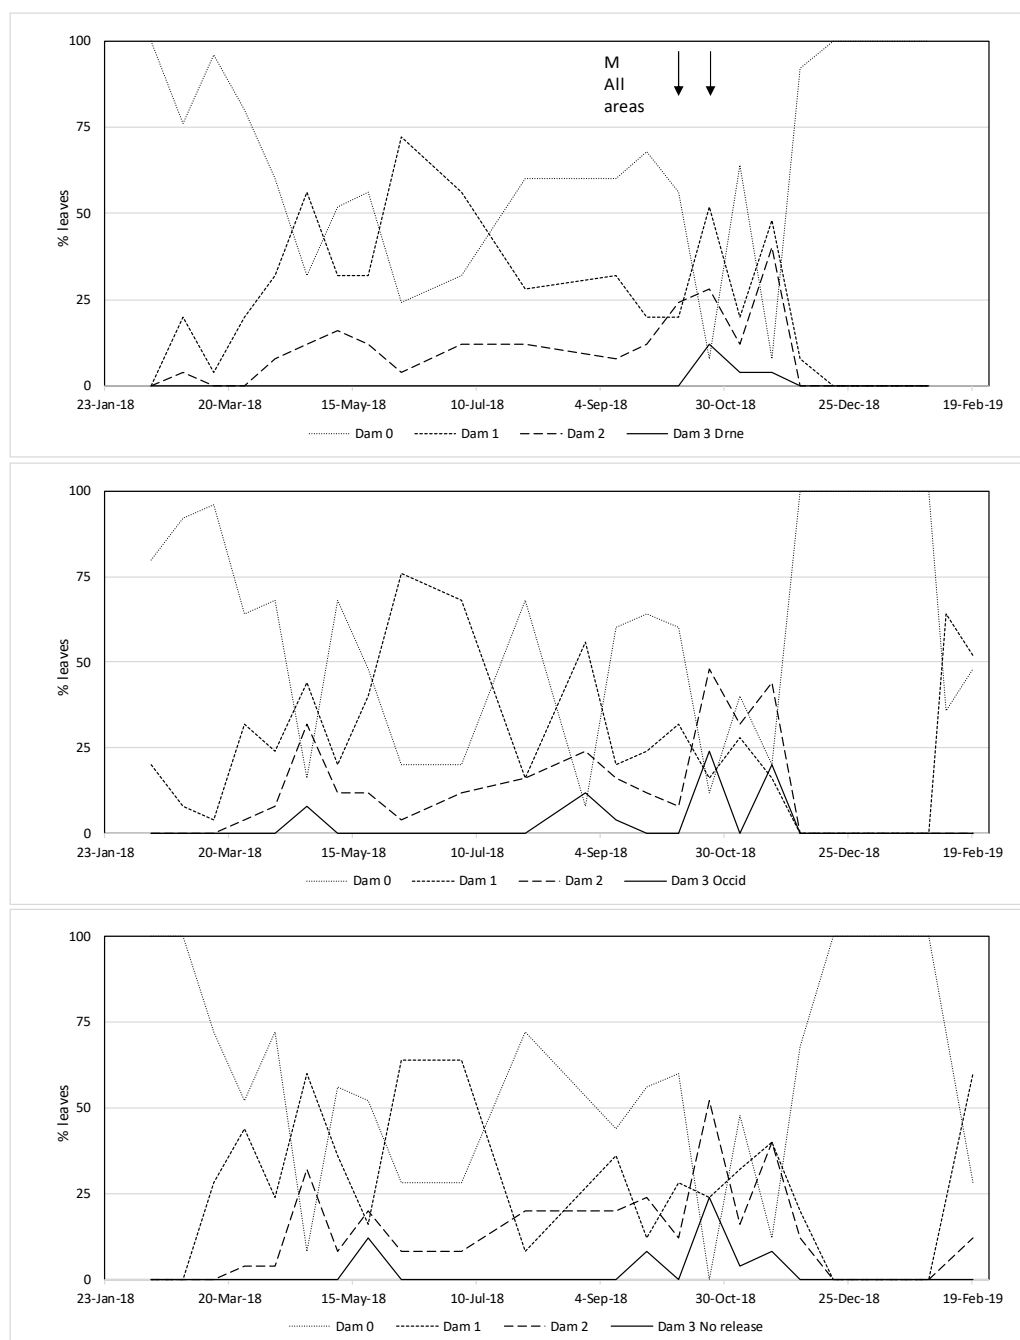 100
M
All
areas
75
% leaves
50
25
0
23-Jan-18 20-Mar-18 15-May-18 10-Jul-18 4-Sep-18 30-Oct-18 25-Dec-18 19-Feb-19
Dam 0 Dam 1 Dam 2 Dam 3 Drne
100
75
% leaves
50
25
0
23-Jan-18 20-Mar-18 15-May-18 10-Jul-18 4-Sep-18 30-Oct-18 25-Dec-18 19-Feb-19
Dam 0 Dam 1 Dam 2 Dam 3 Occid
100
75
% leaves
50
25
0
23-Jan-18 20-Mar-18 15-May-18 10-Jul-18 4-Sep-18 30-Oct-18 25-Dec-18 19-Feb-19
Dam 0 Dam 1 Dam 2 Dam 3 No release